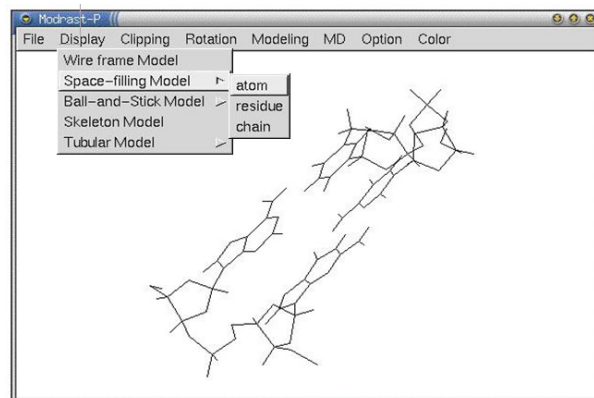 Modrast-P
File Display Clipping Rotation Modeling MD Option Color
Wire frame Model
Space-filling Model
atom
Ball-and-Stick Model
residue
Skeleton Model
chain
Tubular Model